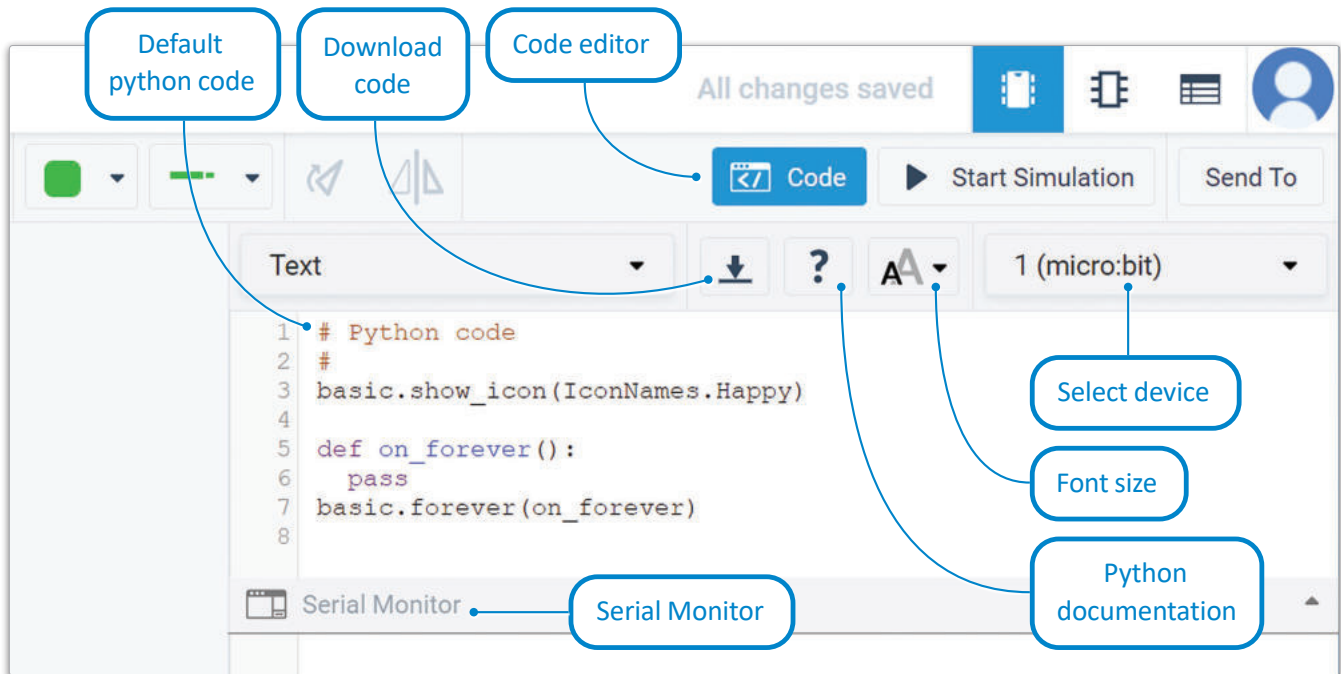 Default
python code
Download
code
Code editor
All changes saved
Code
Start Simulation
Send To
Text
?
AA
1 (micro:bit)
1 # Python code
2 #
3 basic.show_icon(IconNames.Happy)
4
5 def on_forever():
6   pass
7 basic.forever(on_forever)
8
Select device
Font size
Python
documentation
Serial Monitor
Serial Monitor